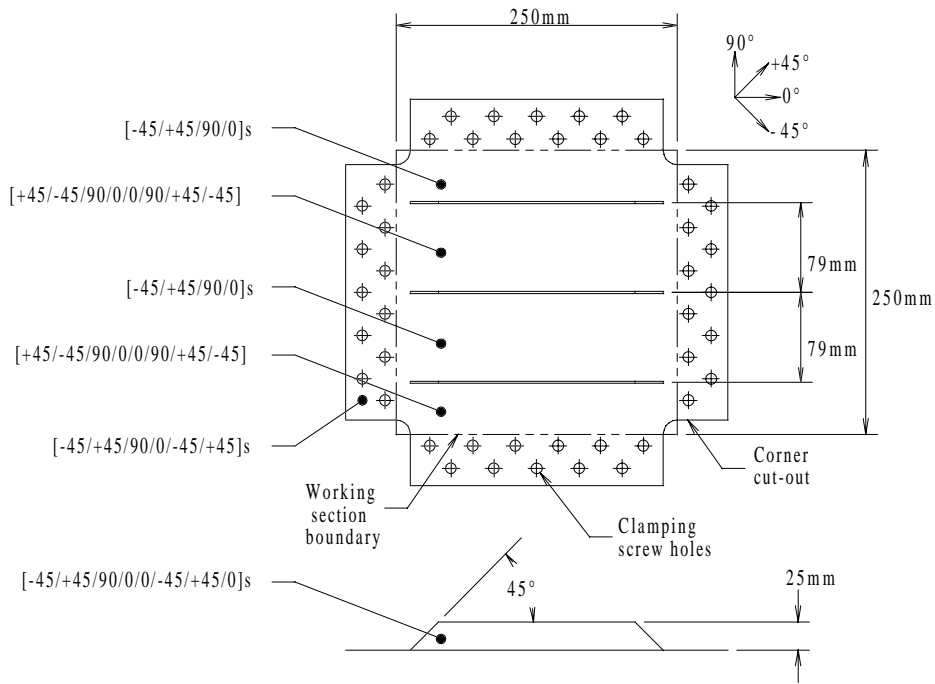 250mm
90°
+45°
0°
- 45°
[-45/+45/90/0]s
[+45/-45/90/0/0/90/+45/-45]
79mm
[-45/+45/90/0]s
250mm
79mm
[+45/-45/90/0/0/90/+45/-45]
[-45/+45/90/0/-45/+45]s
Corner
cut-out
Working
section
boundary
Clamping
screw holes
[-45/+45/90/0/0/-45/+45/0]s
45°
25mm